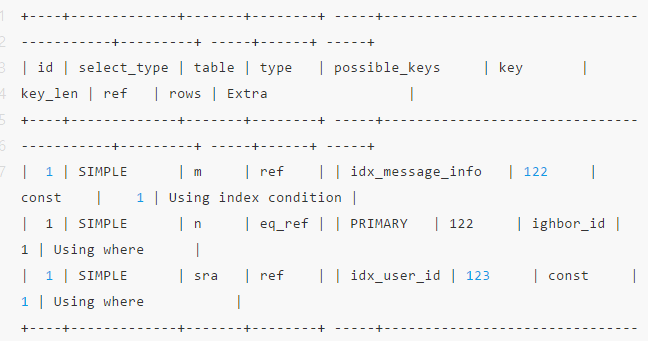 1 +----+-------------+-------+--------+ -----+-------------------------------
2 -----------+---------+ -----+------+ -----+
3 | id | select_type | table | type   | possible_keys     | key       |
4 key_len | ref   | rows | Extra                 |
5 +----+-------------+-------+--------+ -----+-------------------------------
6 -----------+---------+ -----+------+ -----+
7 |  1 | SIMPLE      | m     | ref    | | idx_message_info   | 122     |
const    |    1 | Using index condition |
|  1 | SIMPLE      | n     | eq_ref | | PRIMARY   | 122     | ighbor_id |
1 | Using where      |
|  1 | SIMPLE      | sra   | ref    | | idx_user_id | 123     | const     |
1 | Using where           |
+----+-------------+-------+--------+ -----+-------------------------------